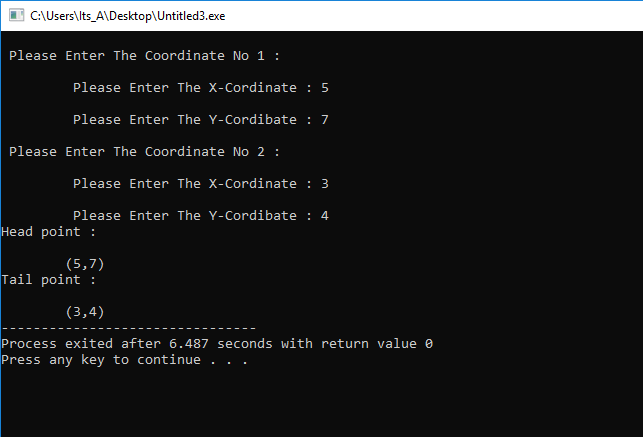 C:\Users\Its_A\Desktop\Untitled3.exe
Please Enter The Coordinate No 1 :
Please Enter The X-Cordinate : 5
Please Enter The Y-Cordibate : 7
Please Enter The Coordinate No 2 :
Please Enter The X-Cordinate : 3
Please Enter The Y-Cordibate : 4
Head point :
(5,7)
Tail point :
(3,4)
--------------------------------
Process exited after 6.487 seconds with return value 0
Press any key to continue . . .